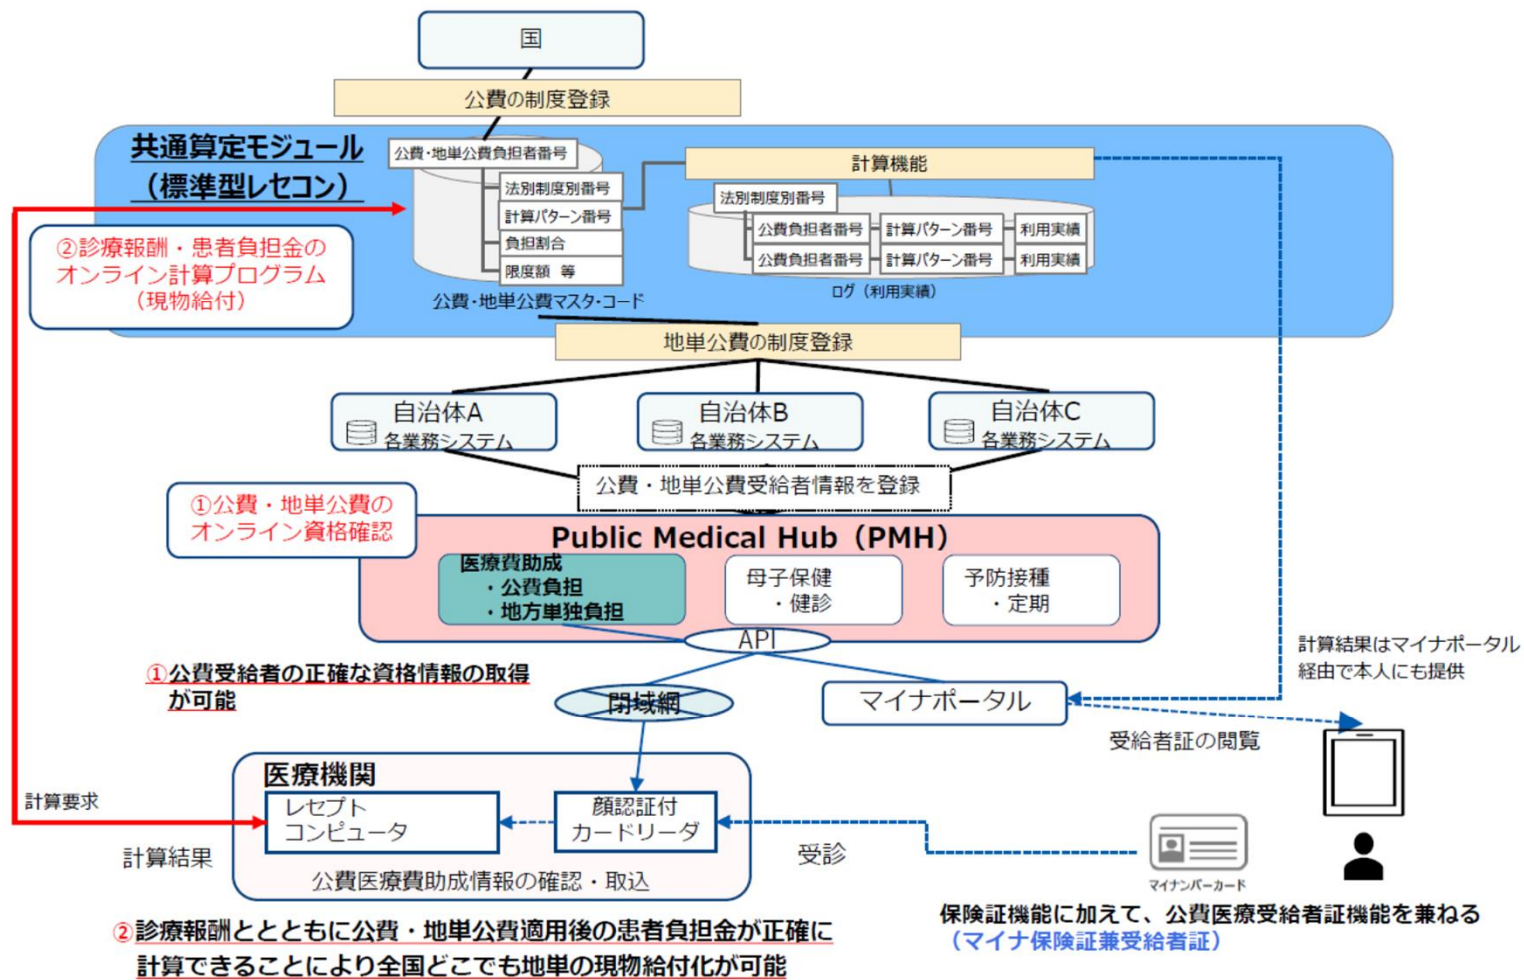 国
公費の制度登録
共通算定モジュール
（標準型レセコン）
公費・地単公費負担者番号
法別制度別番号
計算パターン番号
負担割合
限度額 等
公費・地単公費マスタ・コード
計算機能
法別制度別番号
公費負担者番号
計算パターン番号
利用実績
公費負担者番号
計算パターン番号
利用実績
ログ（利用実績）
②診療報酬・患者負担金の
オンライン計算プログラム
（現物給付）
地単公費の制度登録
自治体A
各業務システム
自治体B
各業務システム
自治体C
各業務システム
公費・地単公費受給者情報を登録
①公費・地単公費の
オンライン資格確認
Public Medical Hub（PMH）
医療費助成
・公費負担
・地方単独負担
母子保健
・健診
予防接種
・定期
API
①公費受給者の正確な資格情報の取得
が可能
閉域網
マイナポータル
計算結果はマイナポータル
経由で本人にも提供
受給者証の閲覧
医療機関
レセプト
コンピュータ
顔認証付
カードリーダ
公費医療費助成情報の確認・取込
計算要求
計算結果
受診
マイナンバーカード
保険証機能に加えて、公費医療受給者証機能を兼ねる
（マイナ保険証兼受給者証）
②診療報酬ととともに公費・地単公費適用後の患者負担金が正確に
計算できることにより全国どこでも地単の現物給付化が可能